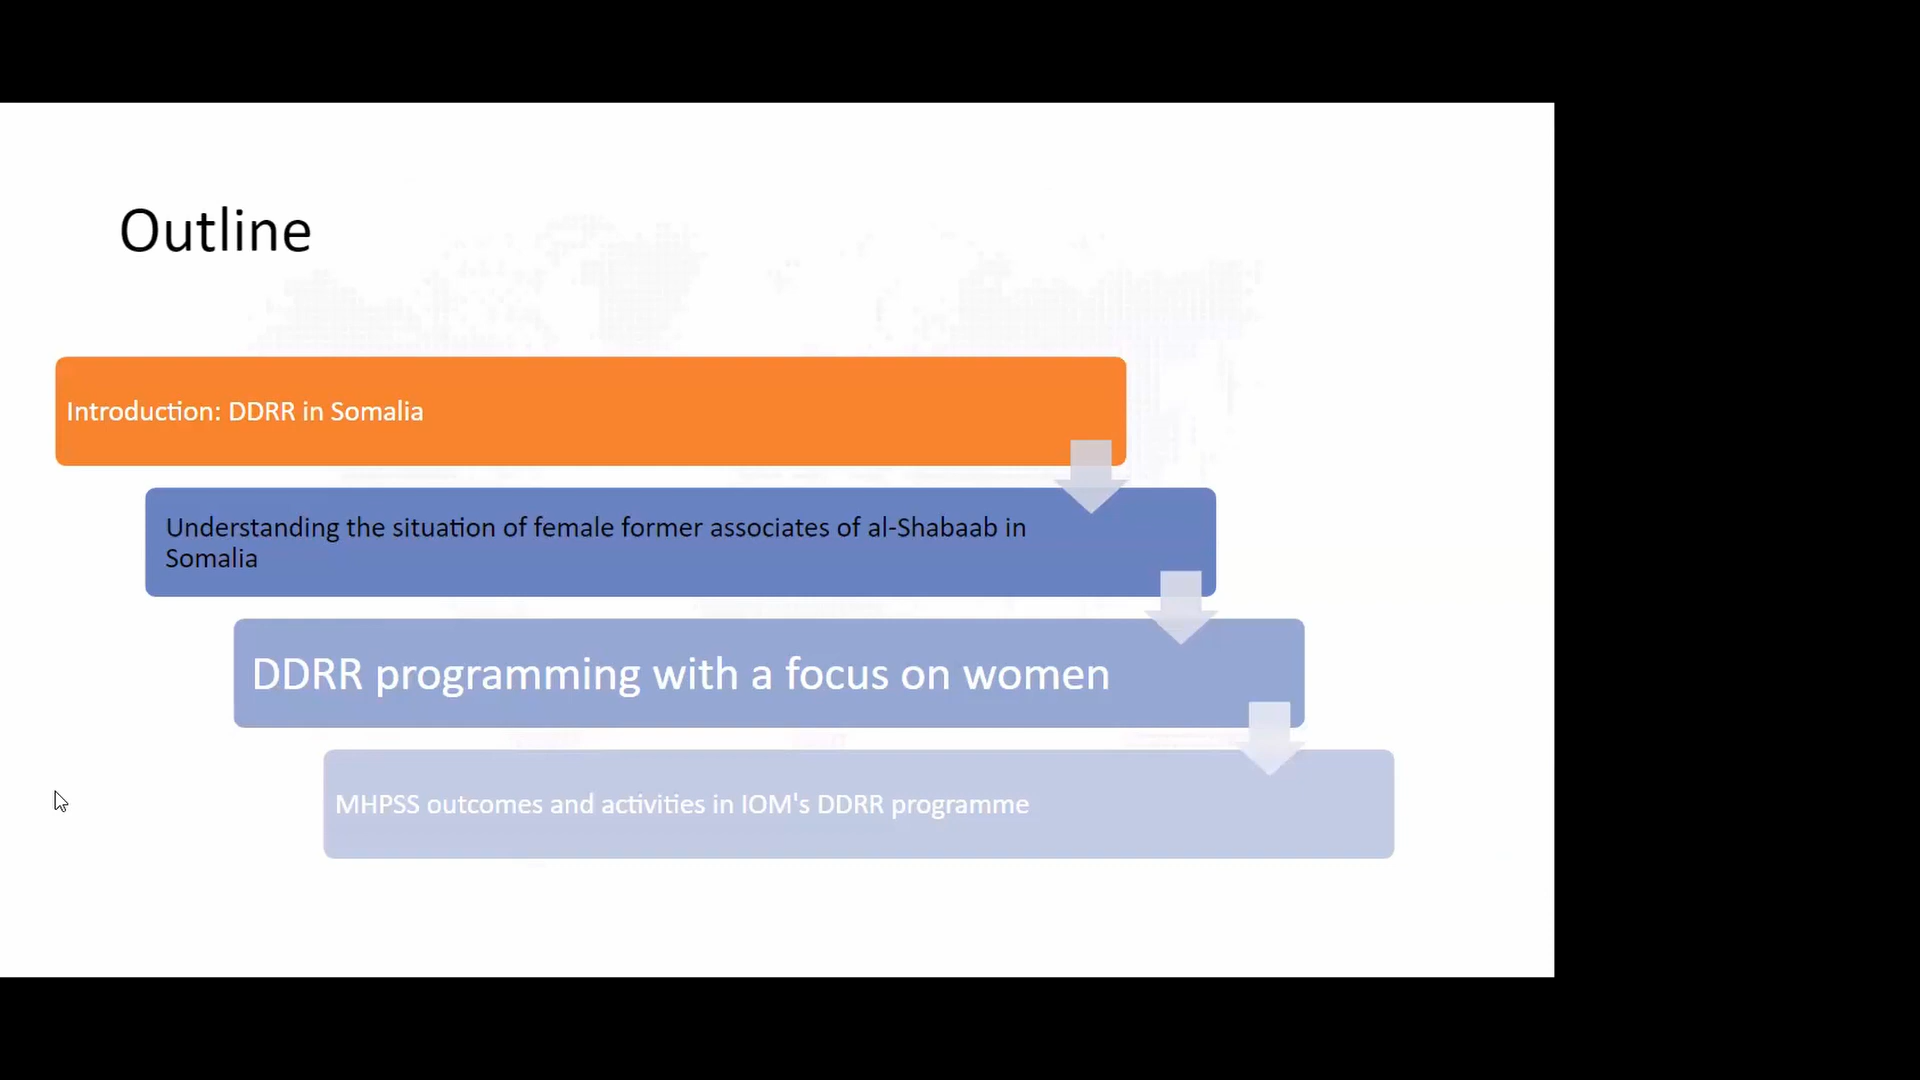 Outline
Introduction: DDRR in Somalia
Understanding the situation of female former associates of al-Shabaab in
Somalia
DDRR programming with a focus on women
MHPSS outcomes and activities in IOM's DDRR programme